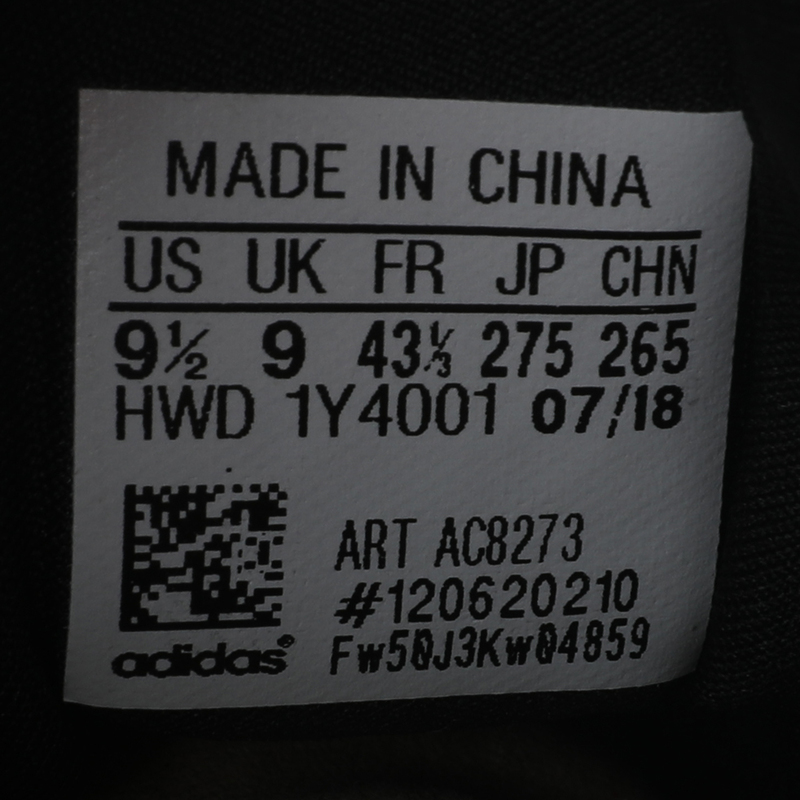 MADE IN CHINA
US UK FR JP CHN
9½ 9 43⅓ 275 265
HWD 1Y4001 07/18
ART AC8273
#120620210
Fw50J3Kw04859
adidas®